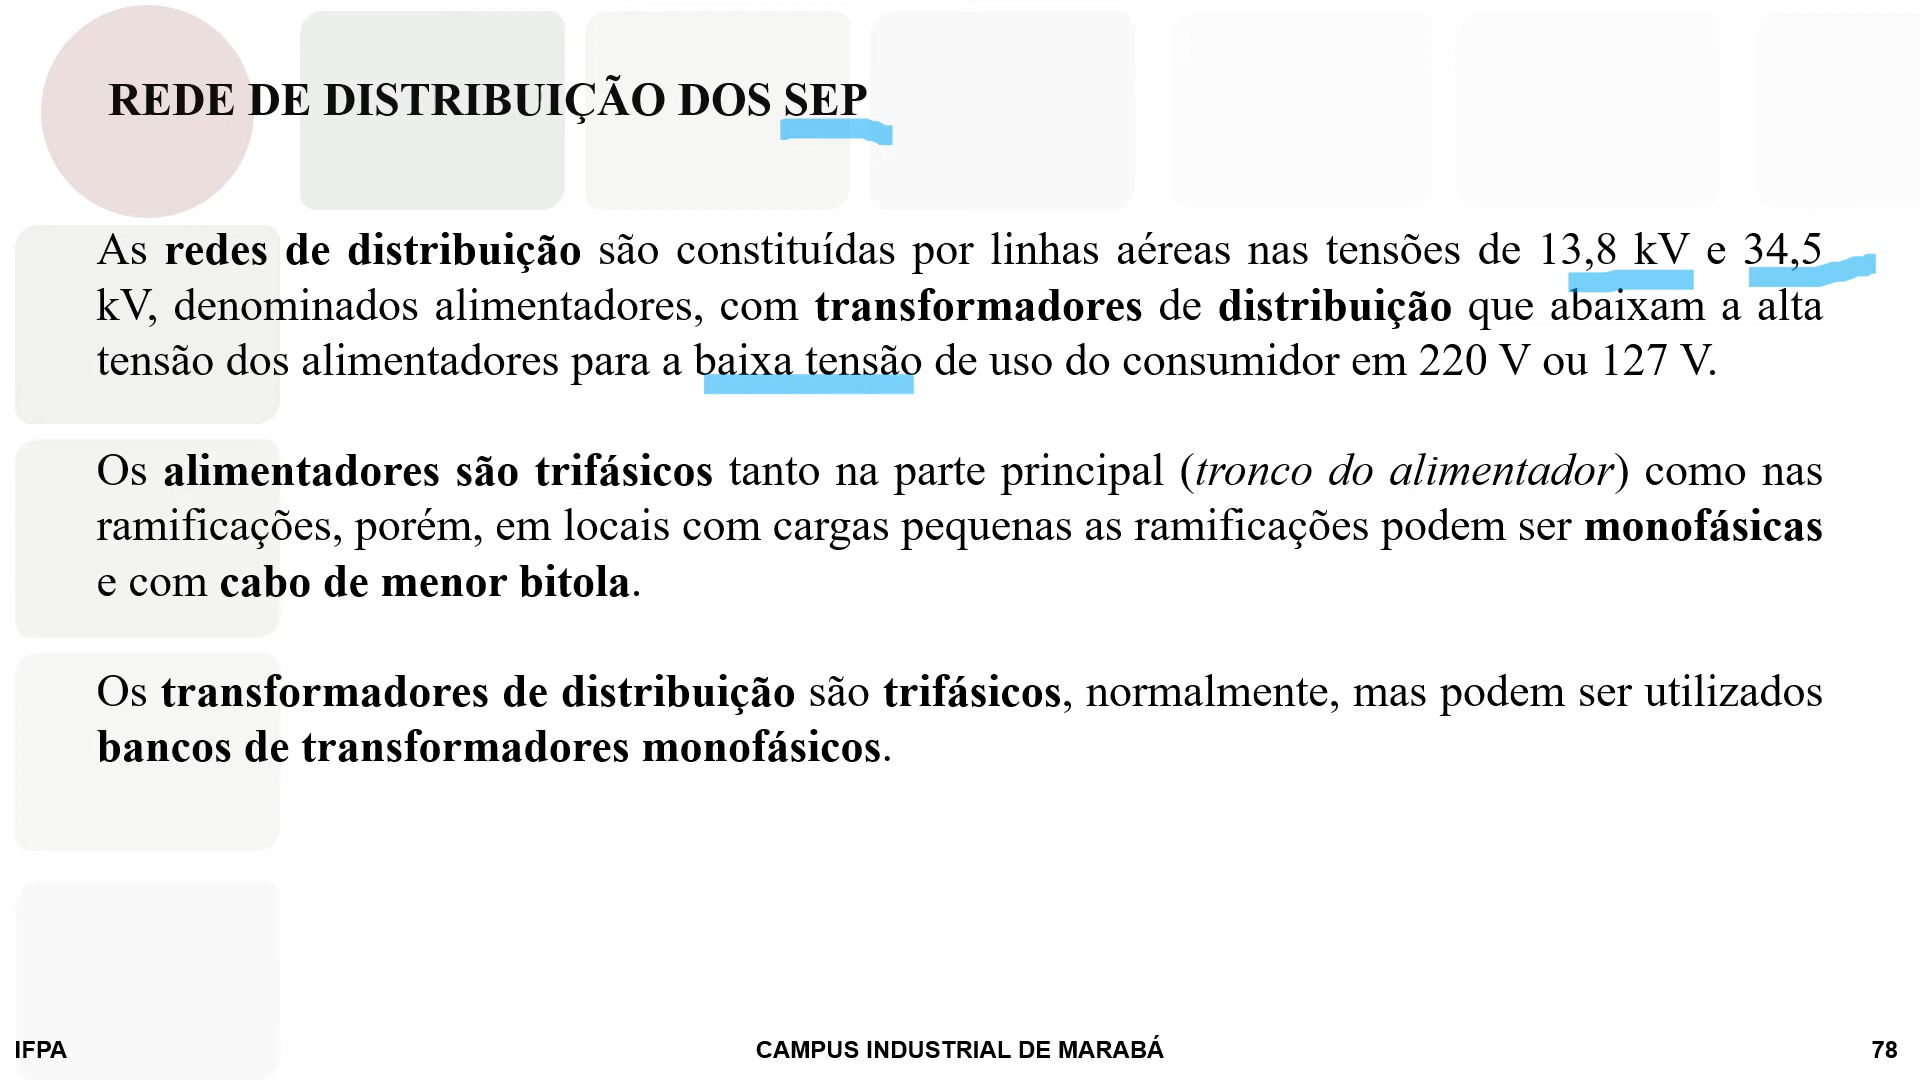 REDE DE DISTRIBUIÇÃO DOS SEP
As redes de distribuição são constituídas por linhas aéreas nas tensões de 13,8 kV e 34,5
kV, denominados alimentadores, com transformadores de distribuição que abaixam a alta
tensão dos alimentadores para a baixa tensão de uso do consumidor em 220 V ou 127 V.
Os alimentadores são trifásicos tanto na parte principal (tronco do alimentador) como nas
ramificações, porém, em locais com cargas pequenas as ramificações podem ser monofásicas
e com cabo de menor bitola.
Os transformadores de distribuição são trifásicos, normalmente, mas podem ser utilizados
bancos de transformadores monofásicos.
IFPA
CAMPUS INDUSTRIAL DE MARABÁ
78